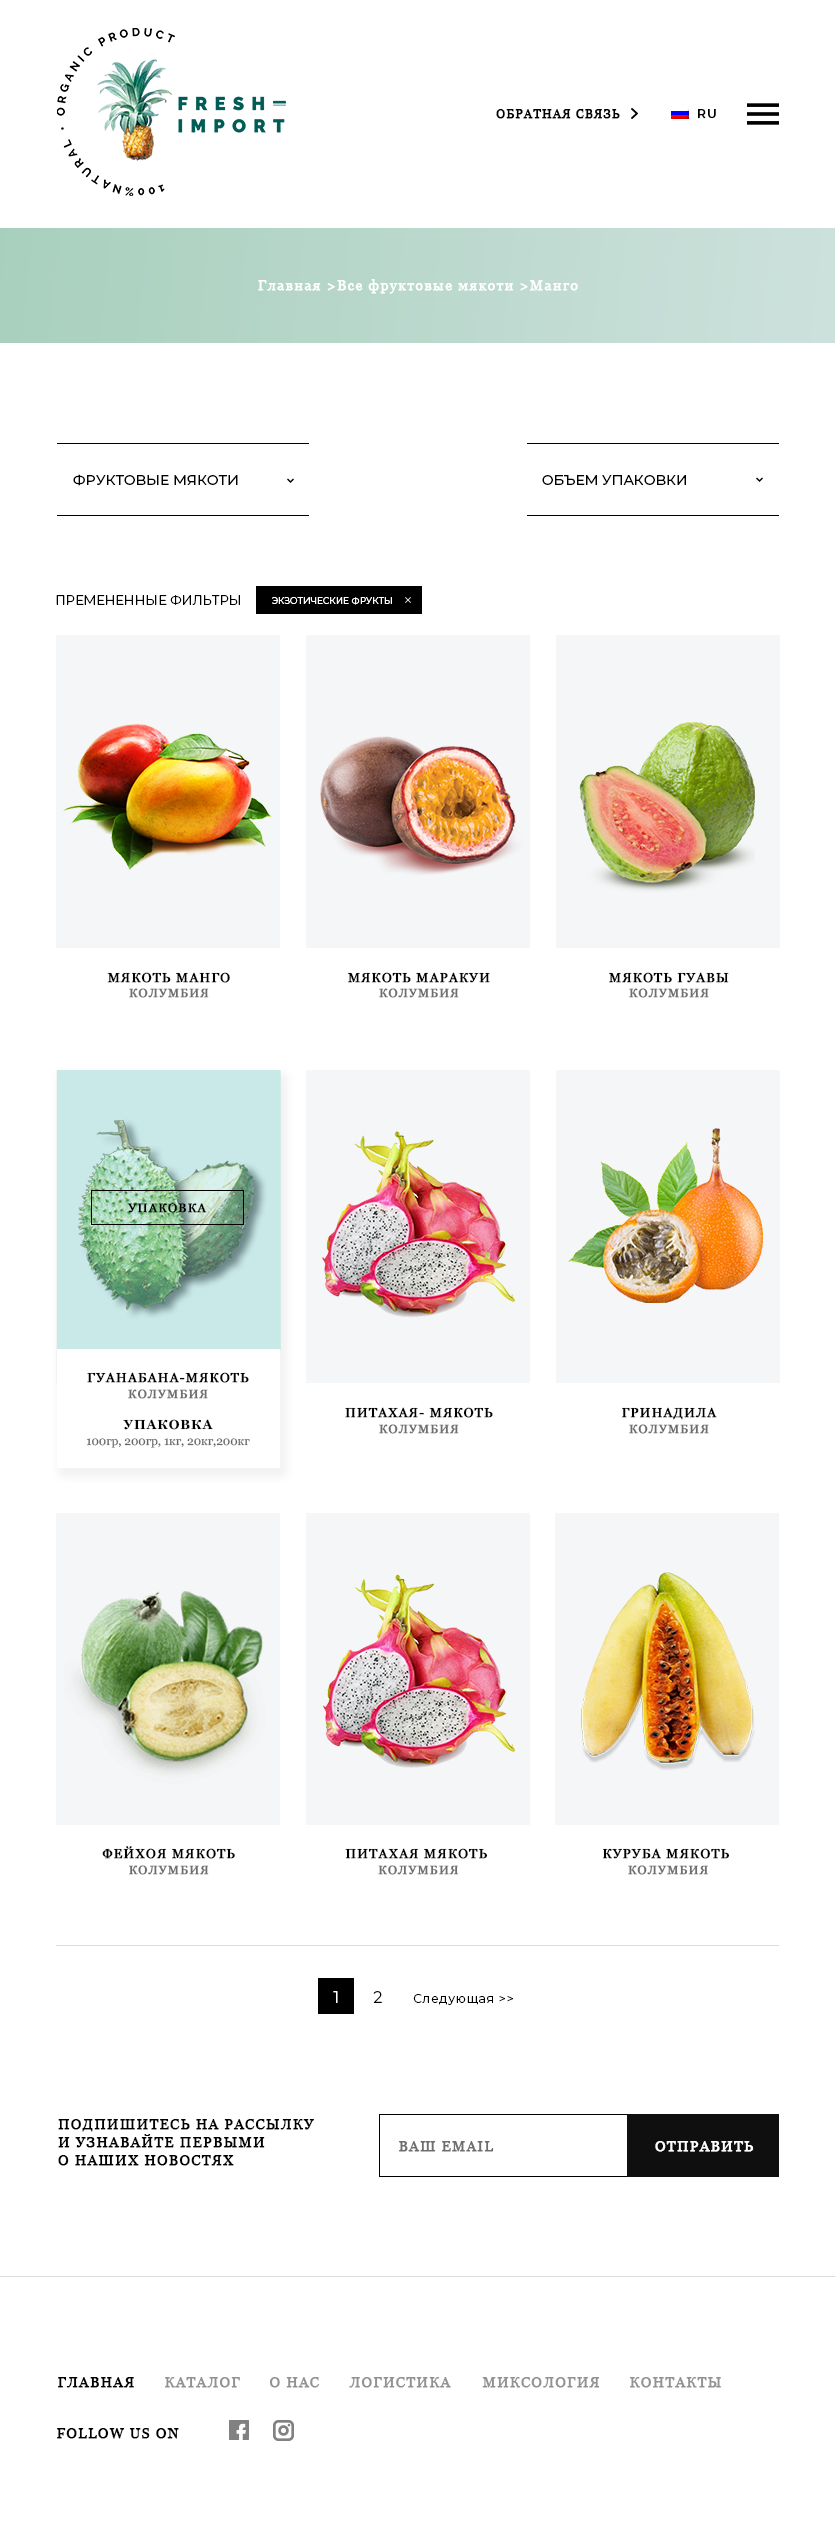 100%NATURAL · ORGANIC PRODUCT
FRESH-
IMPORT
ОБРАТНАЯ СВЯЗЬ
RU
Главная >Все фруктовые мякоти >Манго
ФРУКТОВЫЕ МЯКОТИ
ОБЪЕМ УПАКОВКИ
ПРЕМЕНЕННЫЕ ФИЛЬТРЫ
ЭКЗОТИЧЕСКИЕ ФРУКТЫ ×
МЯКОТЬ МАНГО
КОЛУМБИЯ
МЯКОТЬ МАРАКУИ
КОЛУМБИЯ
МЯКОТЬ ГУАВЫ
КОЛУМБИЯ
УПАКОВКА
ГУАНАБАНА-МЯКОТЬ
КОЛУМБИЯ
УПАКОВКА
100гр, 200гр, 1кг, 20кг,200кг
ПИТАХАЯ- МЯКОТЬ
КОЛУМБИЯ
ГРИНАДИЛА
КОЛУМБИЯ
ФЕЙХОЯ МЯКОТЬ
КОЛУМБИЯ
ПИТАХАЯ МЯКОТЬ
КОЛУМБИЯ
КУРУБА МЯКОТЬ
КОЛУМБИЯ
1 2 Следующая >>
ПОДПИШИТЕСЬ НА РАССЫЛКУ
И УЗНАВАЙТЕ ПЕРВЫМИ
О НАШИХ НОВОСТЯХ
ВАШ EMAIL
ОТПРАВИТЬ
ГЛАВНАЯ КАТАЛОГ О НАС ЛОГИСТИКА МИКСОЛОГИЯ КОНТАКТЫ
FOLLOW US ON